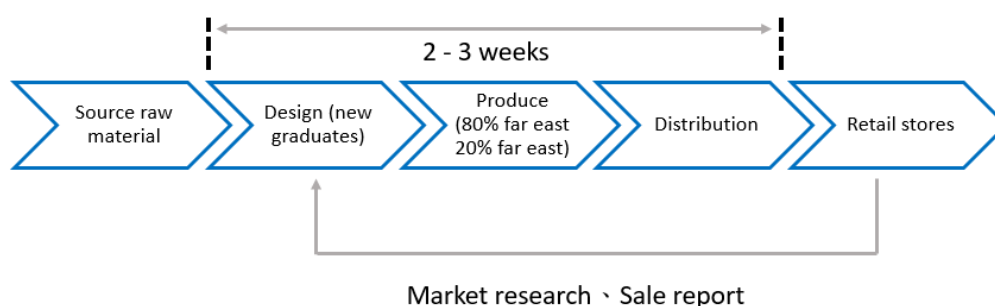 2 - 3 weeks
Source raw
material
Design (new
graduates)
Produce
(80% far east
20% far east)
Distribution
Retail stores
Market research、Sale report